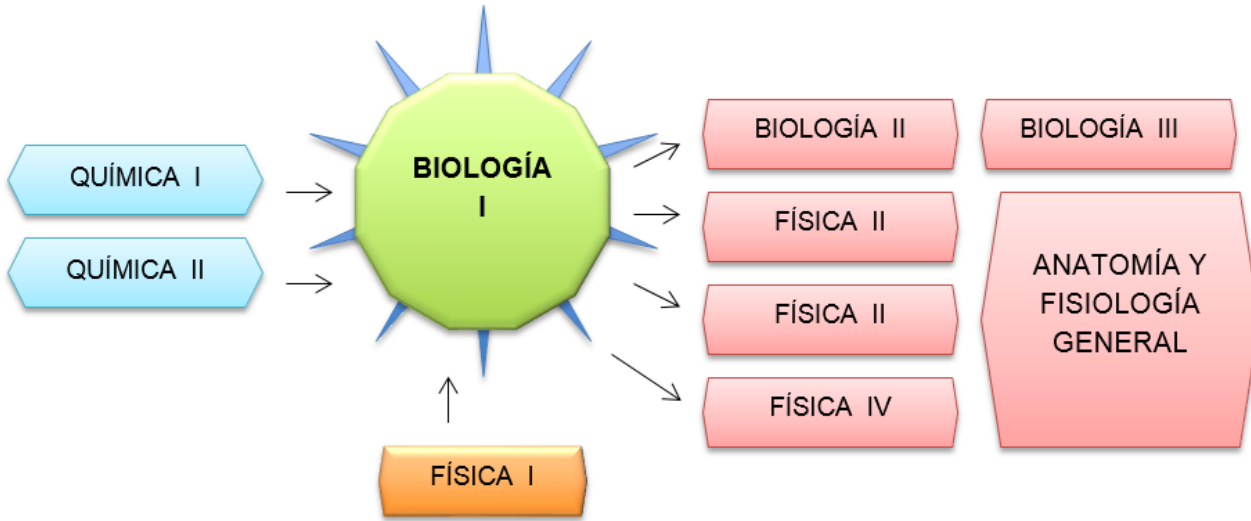 QUÍMICA I
QUÍMICA II
BIOLOGÍA
I
FÍSICA I
BIOLOGÍA II
BIOLOGÍA III
FÍSICA II
FÍSICA II
FÍSICA IV
ANATOMÍA Y
FISIOLOGÍA
GENERAL